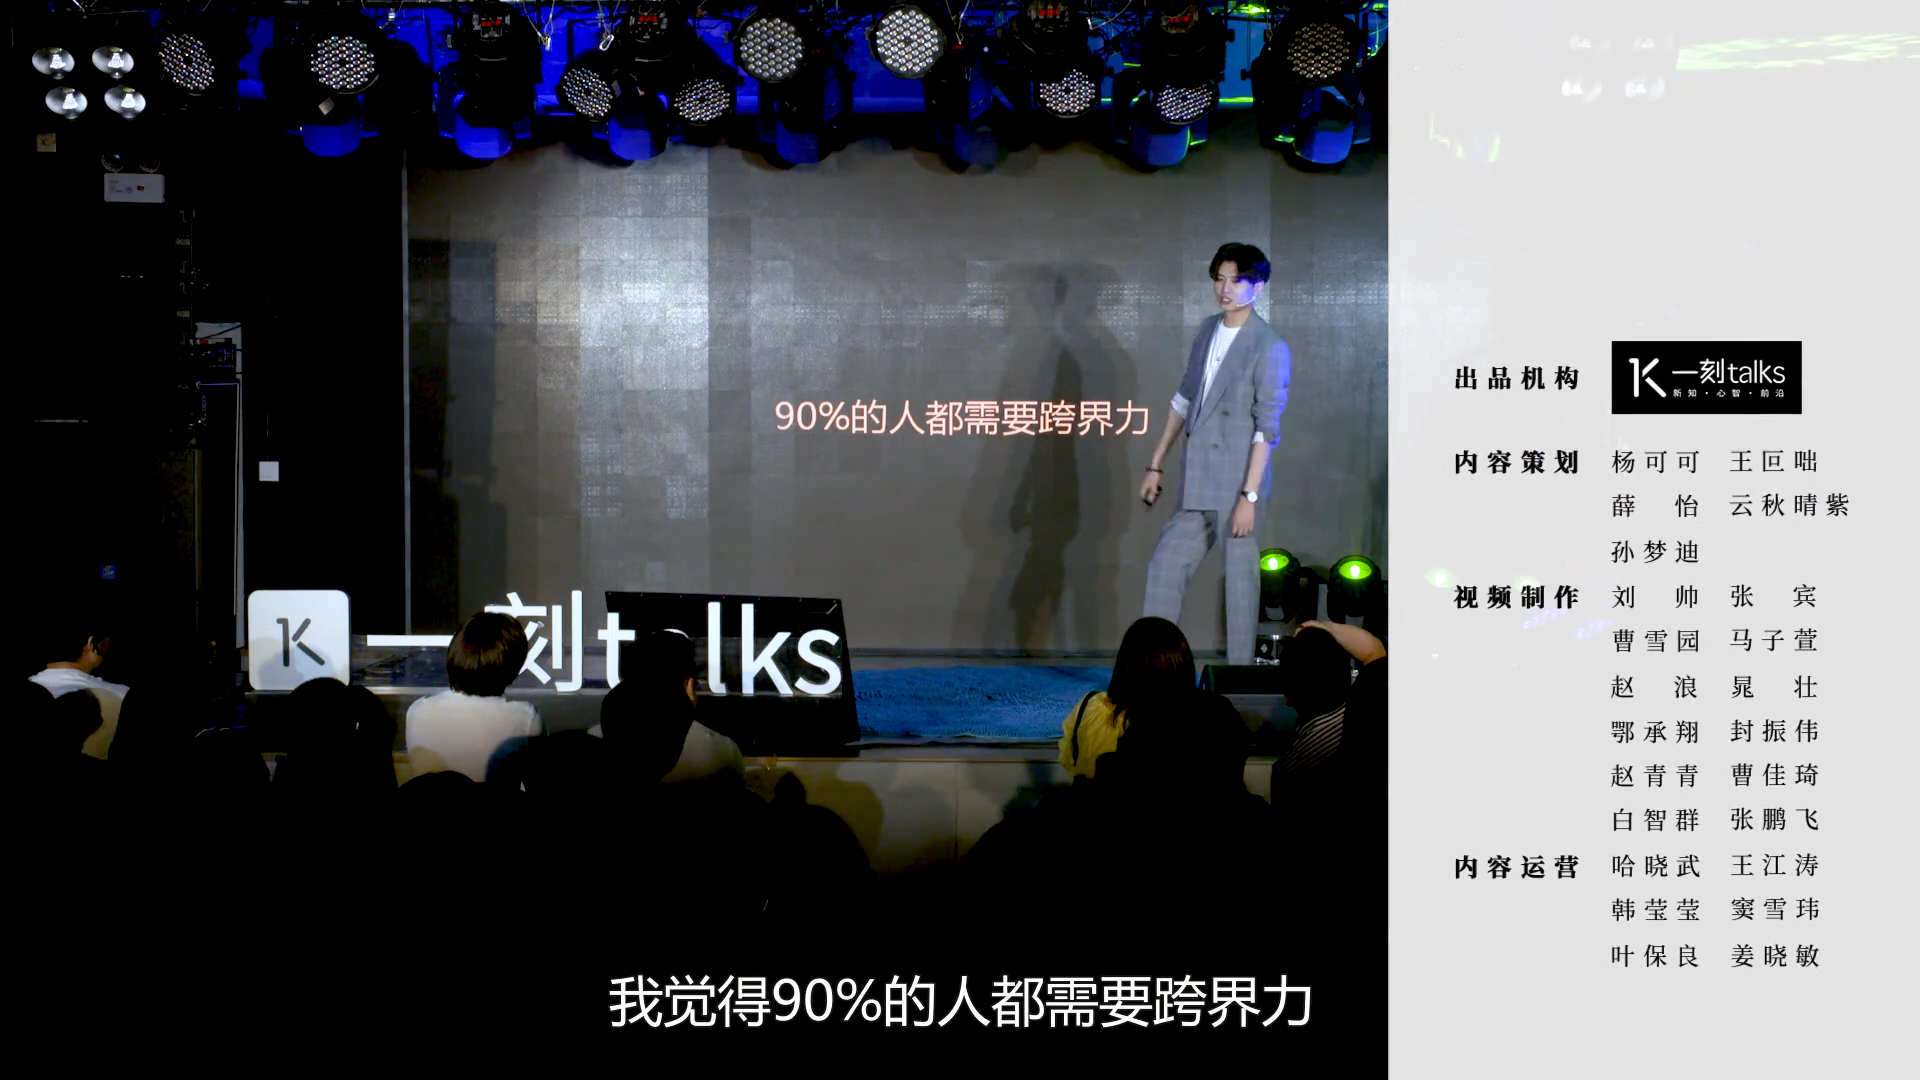 90%的人都需要跨界力
一刻talks
我觉得90%的人都需要跨界力
出品机构
一刻talks
新知·心智·前沿
内容策划 杨可可 王叵咄
薛怡 云秋晴紫
孙梦迪
视频制作 刘帅 张宾
曹雪园 马子萱
赵浪 晁壮
鄂承翔 封振伟
赵青青 曹佳琦
白智群 张鹏飞
内容运营 哈晓武 王江涛
韩莹莹 窦雪玮
叶保良 姜晓敏